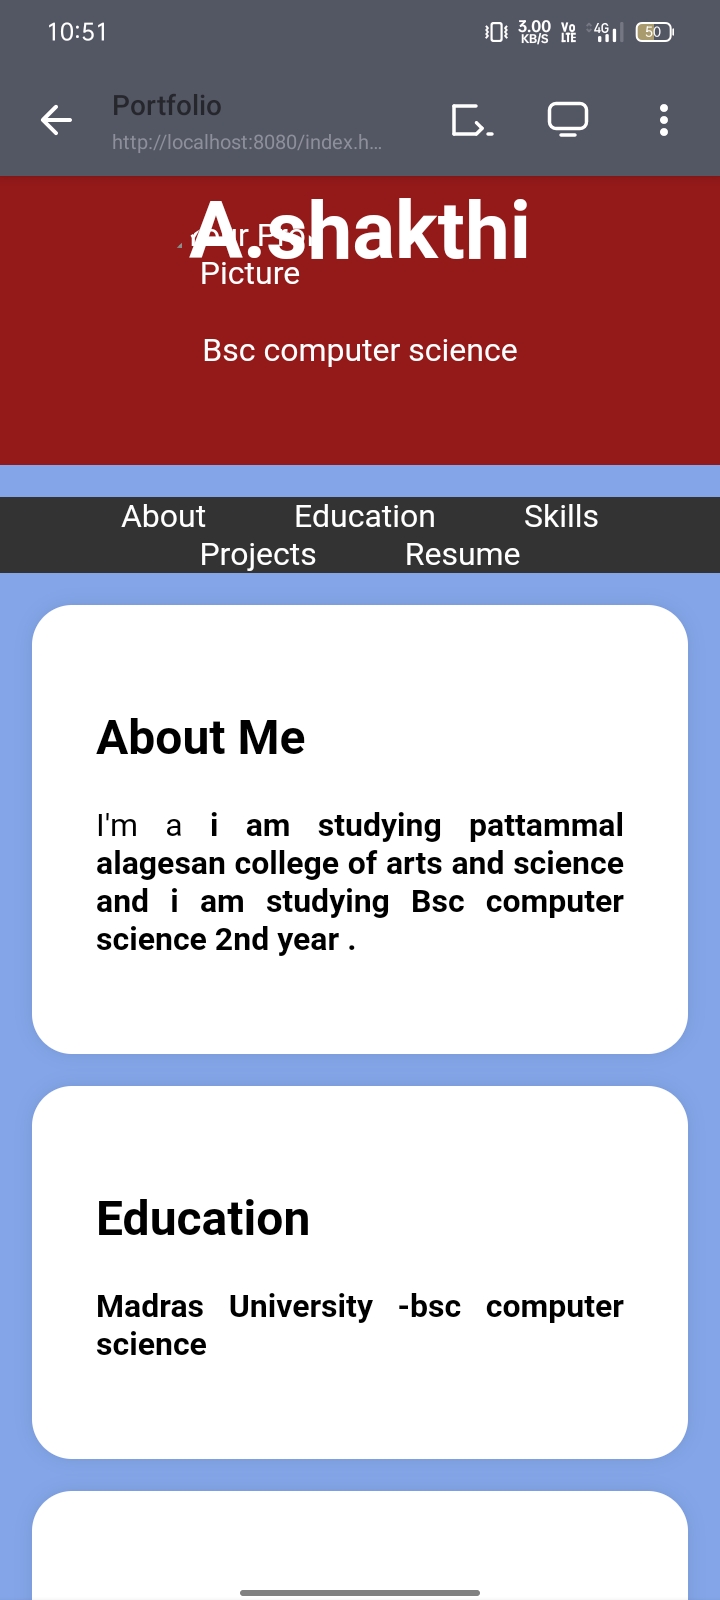 10:51
3.00
KB/S
Vo
LTE
4G
50
Portfolio
http://localhost:8080/index.h...
A.shakthi
Picture
Bsc computer science
About Education Skills
Projects Resume
About Me
I'm a i am studying pattammal
alagesan college of arts and science
and i am studying Bsc computer
science 2nd year .
Education
Madras University -bsc computer
science